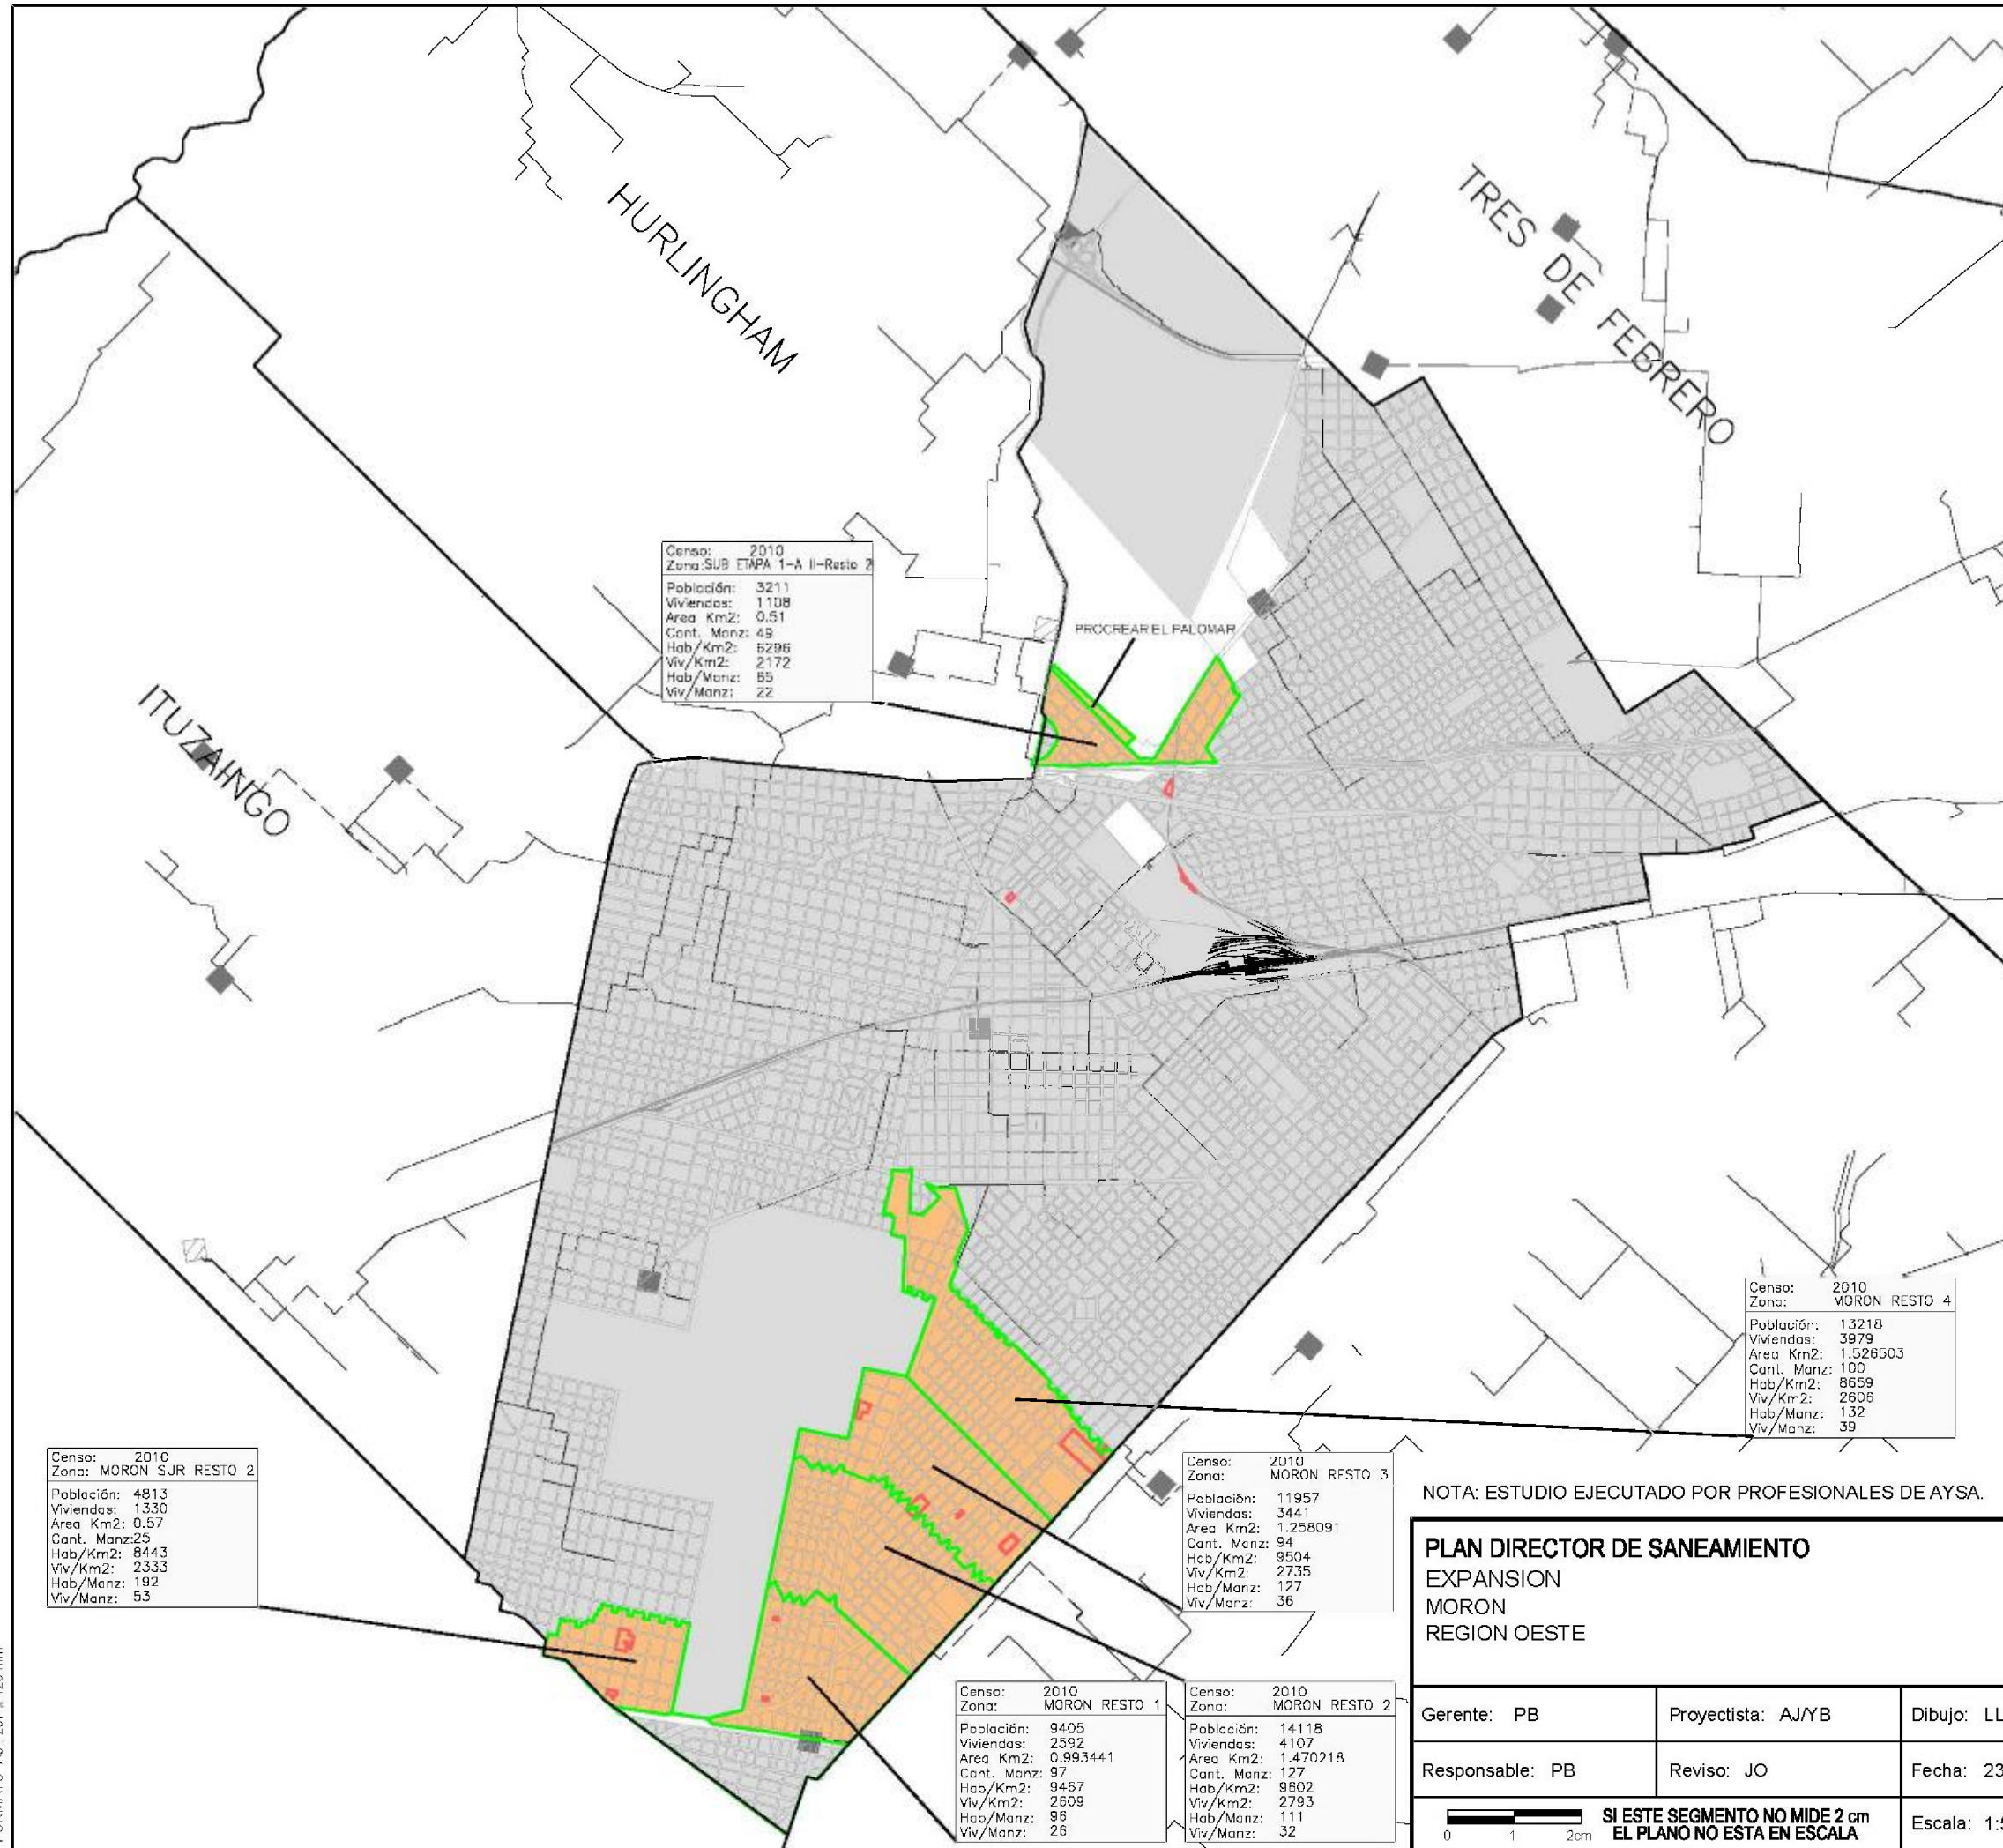 HURLINGHAM
TRES DE FEBRERO
ITUZAINGO
Censo: 2010
Zona: SUB ETAPA 1-A II-Resto 2
Población: 3211
Viviendas: 1108
Area Km2: 0.51
Cant. Manz: 49
Hab/Km2: 6296
Viv/Km2: 2172
Hab/Manz: 65
Viv/Manz: 22
PROCREAR EL PALOMAR
Censo: 2010
Zona: MORON RESTO 4
Población: 13218
Viviendas: 3979
Area Km2: 1.526503
Cant. Manz: 100
Hab/Km2: 8659
Viv/Km2: 2606
Hab/Manz: 132
Viv/Manz: 39
Censo: 2010
Zona: MORON SUR RESTO 2
Población: 4813
Viviendas: 1330
Area Km2: 0.57
Cant. Manz: 25
Hab/Km2: 8443
Viv/Km2: 2333
Hab/Manz: 192
Viv/Manz: 53
Censo: 2010
Zona: MORON RESTO 3
Población: 11957
Viviendas: 3441
Area Km2: 1.258091
Cant. Manz: 94
Hab/Km2: 9504
Viv/Km2: 2735
Hab/Manz: 127
Viv/Manz: 36
Censo: 2010
Zona: MORON RESTO 1
Población: 9405
Viviendas: 2592
Area Km2: 0.993441
Cant. Manz: 97
Hab/Km2: 9467
Viv/Km2: 2609
Hab/Manz: 96
Viv/Manz: 26
Censo: 2010
Zona: MORON RESTO 2
Población: 14118
Viviendas: 4107
Area Km2: 1.470218
Cant. Manz: 127
Hab/Km2: 9602
Viv/Km2: 2793
Hab/Manz: 111
Viv/Manz: 32
NOTA: ESTUDIO EJECUTADO POR PROFESIONALES DE AYSA.
PLAN DIRECTOR DE SANEAMIENTO
EXPANSION
MORON
REGION OESTE
Gerente: PB
Proyectista: AJ/YB
Dibujo: LL
Responsable: PB
Reviso: JO
Fecha: 23
0 1 2cm
SI ESTE SEGMENTO NO MIDE 2 cm
EL PLANO NO ESTA EN ESCALA
Escala: